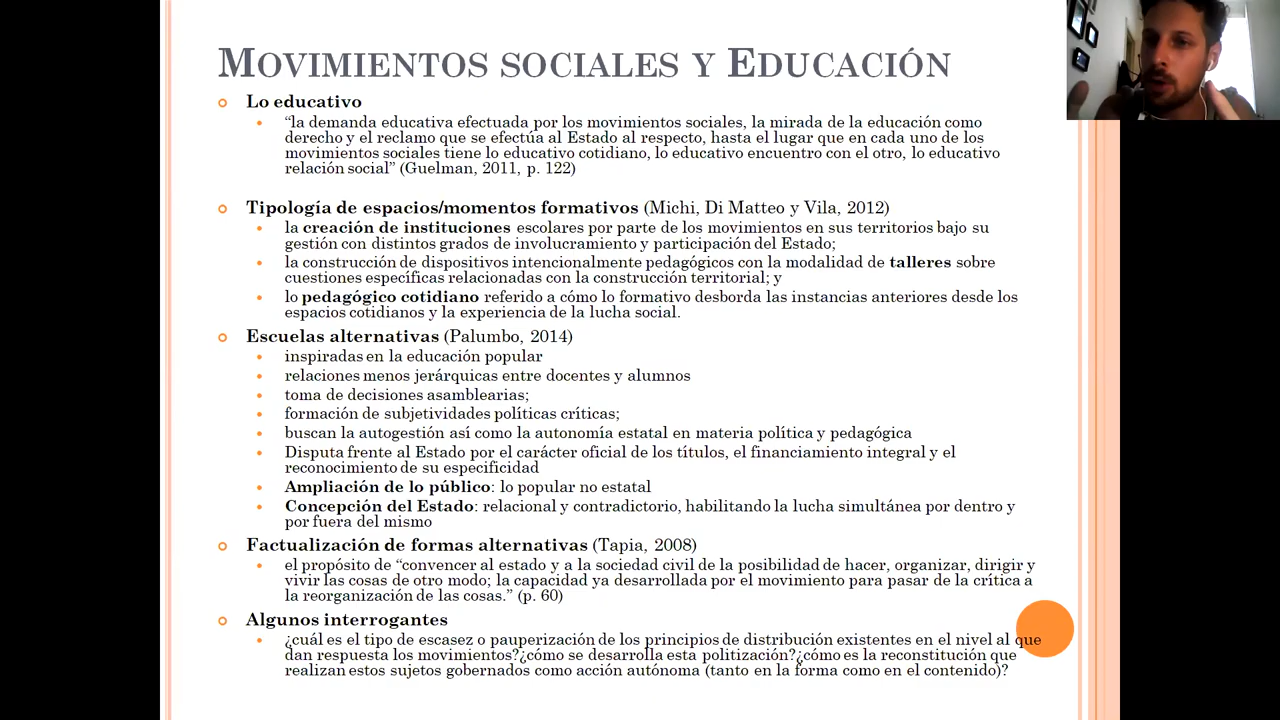 MOVIMIENTOS SOCIALES Y EDUCACIÓN
Lo educativo
“la demanda educativa efectuada por los movimientos sociales, la mirada de la educación como
derecho y el reclamo que se efectúa al Estado al respecto, hasta el lugar que en cada uno de los
movimientos sociales tiene lo educativo cotidiano, lo educativo encuentro con el otro, lo educativo
relación social” (Guelman, 2011, p. 122)
Tipología de espacios/momentos formativos (Michi, Di Matteo y Vila, 2012)
la creación de instituciones escolares por parte de los movimientos en sus territorios bajo su
gestión con distintos grados de involucramiento y participación del Estado;
la construcción de dispositivos intencionalmente pedagógicos con la modalidad de talleres sobre
cuestiones específicas relacionadas con la construcción territorial; y
lo pedagógico cotidiano referido a cómo lo formativo desborda las instancias anteriores desde los
espacios cotidianos y la experiencia de la lucha social.
Escuelas alternativas (Palumbo, 2014)
inspiradas en la educación popular
relaciones menos jerárquicas entre docentes y alumnos
toma de decisiones asamblearias;
formación de subjetividades políticas críticas;
buscan la autogestión así como la autonomía estatal en materia política y pedagógica
Disputa frente al Estado por el carácter oficial de los títulos, el financiamiento integral y el
reconocimiento de su especificidad
Ampliación de lo público: lo popular no estatal
Concepción del Estado: relacional y contradictorio, habilitando la lucha simultánea por dentro y
por fuera del mismo
Factualización de formas alternativas (Tapia, 2008)
el propósito de “convencer al estado y a la sociedad civil de la posibilidad de hacer, organizar, dirigir y
vivir las cosas de otro modo; la capacidad ya desarrollada por el movimiento para pasar de la crítica a
la reorganización de las cosas.” (p. 60)
Algunos interrogantes
¿cuál es el tipo de escasez o pauperización de los principios de distribución existentes en el nivel al que
dan respuesta los movimientos?¿cómo se desarrolla esta politización?¿cómo es la reconstitución que
realizan estos sujetos gobernados como acción autónoma (tanto en la forma como en el contenido)?